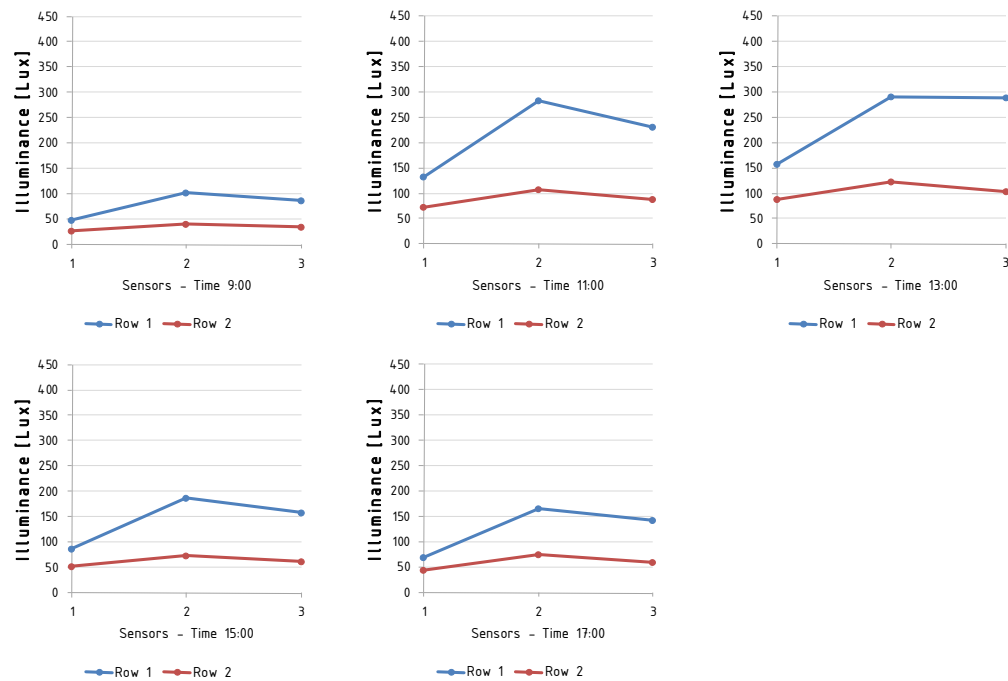 450
400
350
300
250
200
150
100
50
0
Illuminance [Lux]
1 2 3
Sensors - Time 9:00
Row 1 Row 2
450
400
350
300
250
200
150
100
50
0
Illuminance [Lux]
1 2 3
Sensors - Time 11:00
Row 1 Row 2
450
400
350
300
250
200
150
100
50
0
Illuminance [Lux]
1 2 3
Sensors - Time 13:00
Row 1 Row 2
450
400
350
300
250
200
150
100
50
0
Illuminance [Lux]
1 2 3
Sensors - Time 15:00
Row 1 Row 2
450
400
350
300
250
200
150
100
50
0
Illuminance [Lux]
1 2 3
Sensors - Time 17:00
Row 1 Row 2